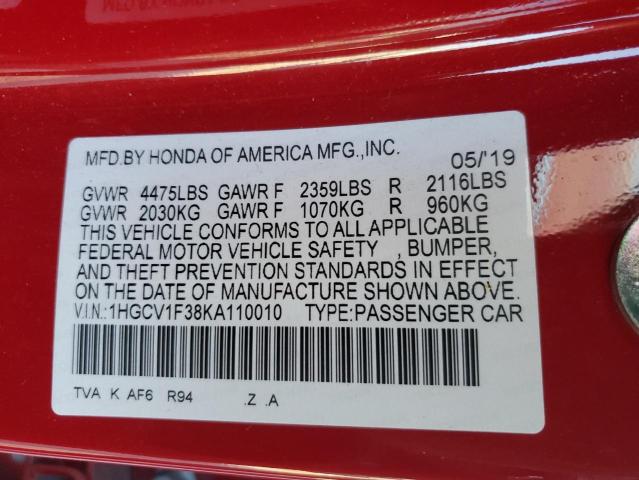 MFD.BY HONDA OF AMERICA MFG.,INC. 05/'19
GVWR 4475LBS GAWR F 2359LBS R 2116LBS
GVWR 2030KG GAWR F 1070KG R 960KG
THIS VEHICLE CONFORMS TO ALL APPLICABLE
FEDERAL MOTOR VEHICLE SAFETY , BUMPER,
AND THEFT PREVENTION STANDARDS IN EFFECT
ON THE DATE OF MANUFACTURE SHOWN ABOVE.
V.I.N.:1HGCV1F38KA110010 TYPE:PASSENGER CAR
TVA K AF6 R94 .Z .A